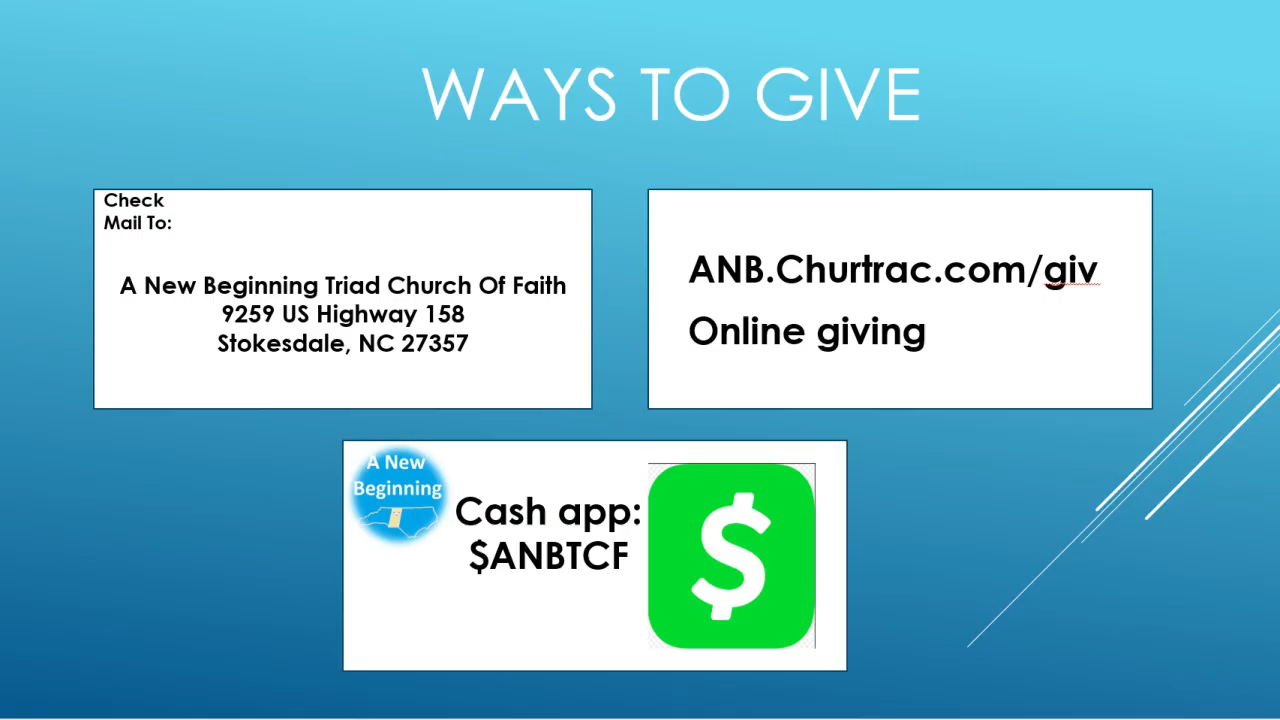 WAYS TO GIVE
Check
Mail To:
A New Beginning Triad Church Of Faith
9259 US Highway 158
Stokesdale, NC 27357
ANB.Churtrac.com/giv
Online giving
A New
Beginning
Cash app:
$ANBTCF
$